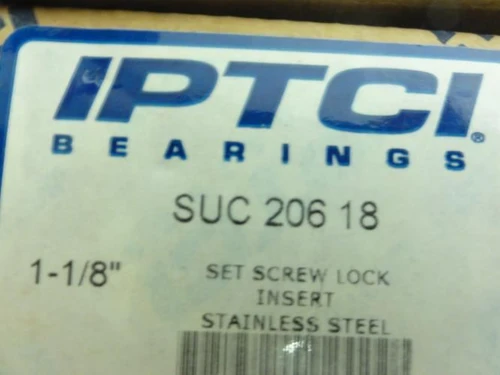 IPTCI®
BEARINGS
SUC 206 18
1-1/8"
SET SCREW LOCK
INSERT
STAINLESS STEEL